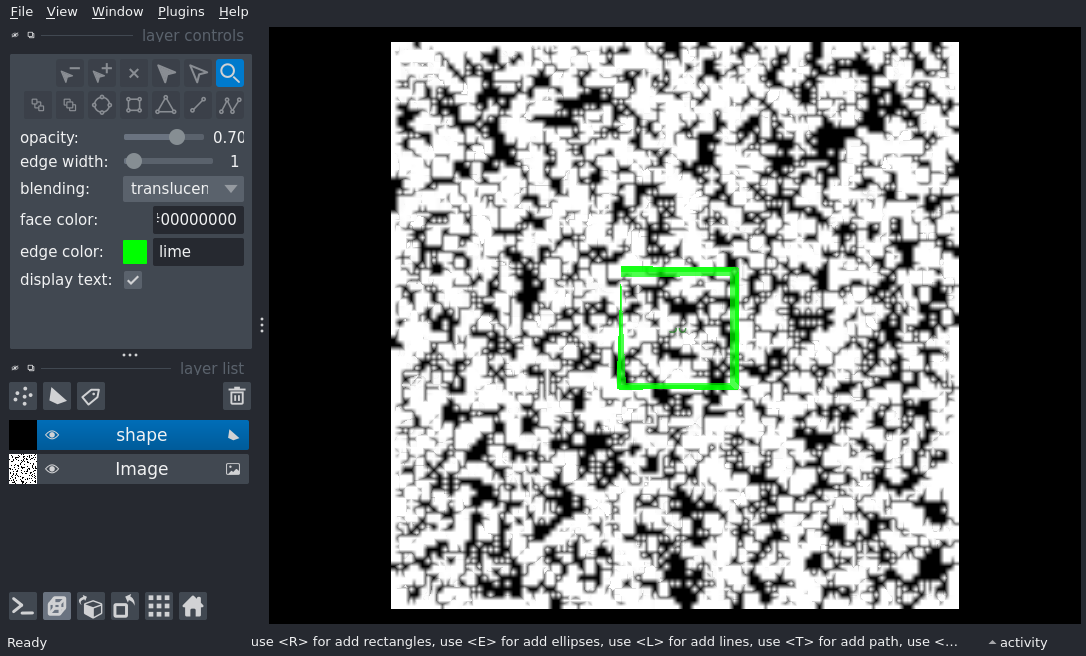 File View Window Plugins Help
layer controls
opacity: 0.70
edge width: 1
blending: translucen
face color: #00000000
edge color: lime
display text:
layer list
shape
Image
Ready use <R> for add rectangles, use <E> for add ellipses, use <L> for add lines, use <T> for add path, use <... activity